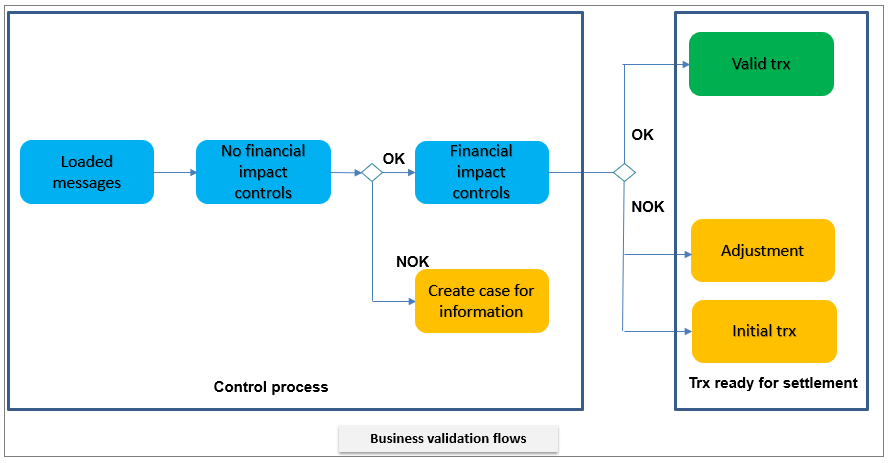 Valid trx
OK
Loaded
messages
No financial
impact
controls
OK
Financial
impact
controls
NOK
Adjustment
NOK
Create case for
information
Initial trx
Control process
Trx ready for settlement
Business validation flows